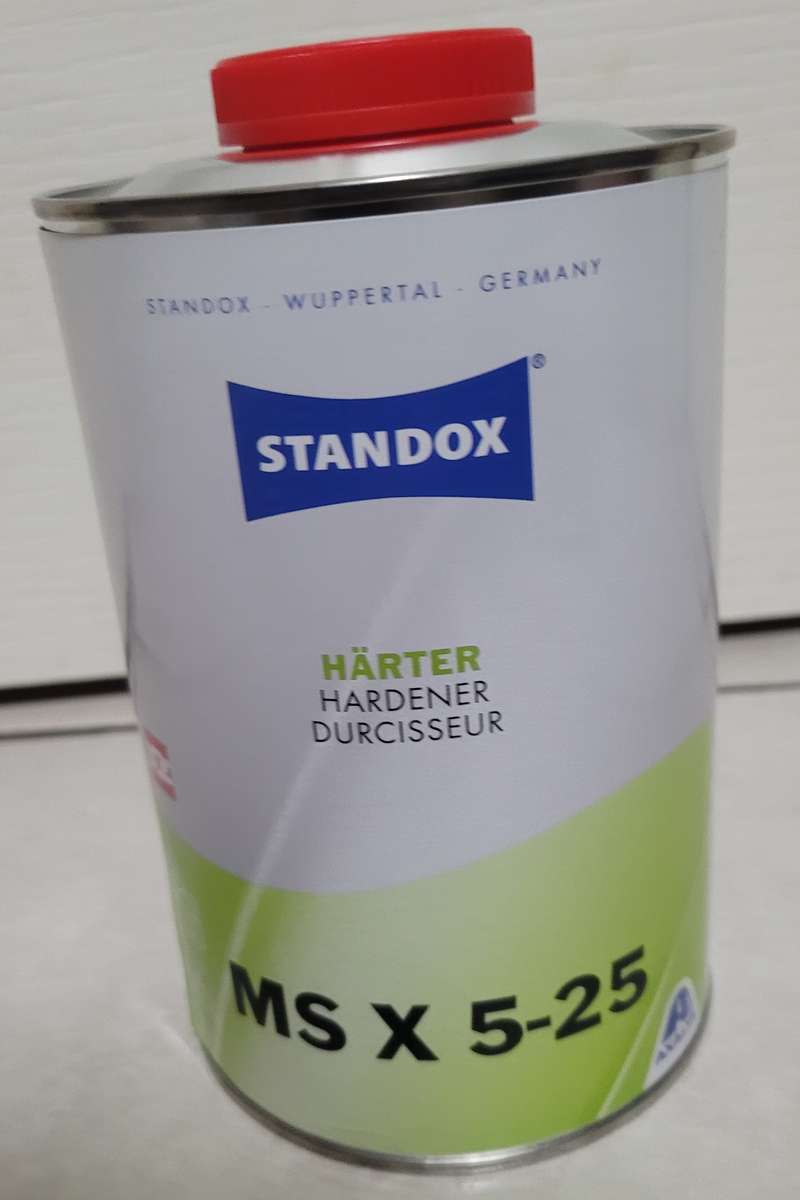 STANDOX - WUPPERTAL - GERMANY
STANDOX®
HÄRTER
HARDENER
DURCISSEUR
MS X 5-25